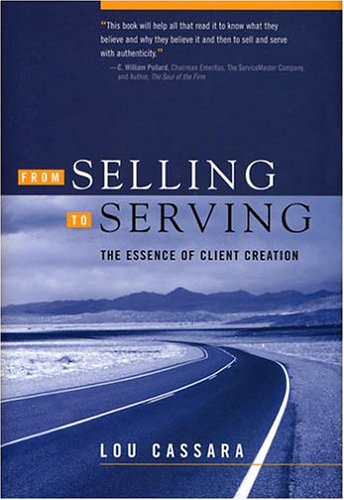 "This book will help all that read it to know what they
believe and why they believe it and then to sell and serve
with authenticity."
—C. William Pollard, Chairman Emeritus, The ServiceMaster Company,
and Author, The Soul of the Firm
FROM SELLING
TO SERVING
THE ESSENCE OF CLIENT CREATION
LOU CASSARA